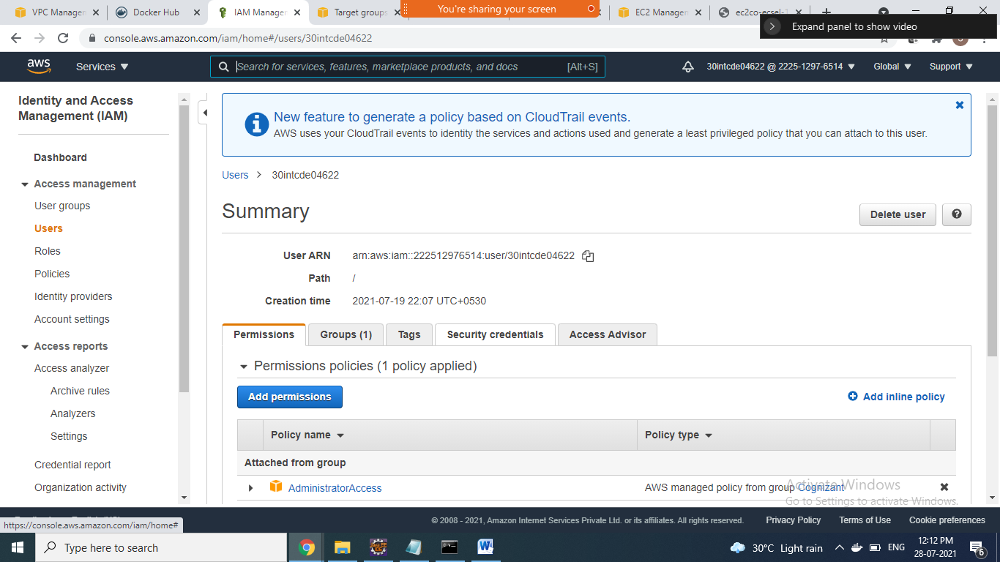 VPC Managem
Docker Hub
IAM Manager
Target groups
You're sharing your screen
EC2 Managem
ec2co-ecsel-1
Expand panel to show video
console.aws.amazon.com/iam/home#/users/30intcde04622
aws
Services
Search for services, features, marketplace products, and docs
[Alt+S]
30intcde04622 @ 2225-1297-6514
Global
Support
Identity and Access
Management (IAM)
Dashboard
Access management
User groups
Users
Roles
Policies
Identity providers
Account settings
Access reports
Access analyzer
Archive rules
Analyzers
Settings
Credential report
Organization activity
New feature to generate a policy based on CloudTrail events.
AWS uses your CloudTrail events to identify the services and actions used and generate a least privileged policy that you can attach to this user.
Users > 30intcde04622
Summary
Delete user
User ARN arn:aws:iam::222512976514:user/30intcde04622
Path /
Creation time 2021-07-19 22:07 UTC+0530
Permissions
Groups (1)
Tags
Security credentials
Access Advisor
Permissions policies (1 policy applied)
Add permissions
Add inline policy
Policy name
Policy type
Attached from group
AdministratorAccess
AWS managed policy from group Cognizant
Activate Windows
Go to Settings to activate Windows.
https://console.aws.amazon.com/iam/home#
© 2008 - 2021, Amazon Internet Services Private Ltd. or its affiliates. All rights reserved.
Privacy Policy
Terms of Use
Cookie preferences
Type here to search
30°C Light rain
ENG
12:12 PM
28-07-2021
6